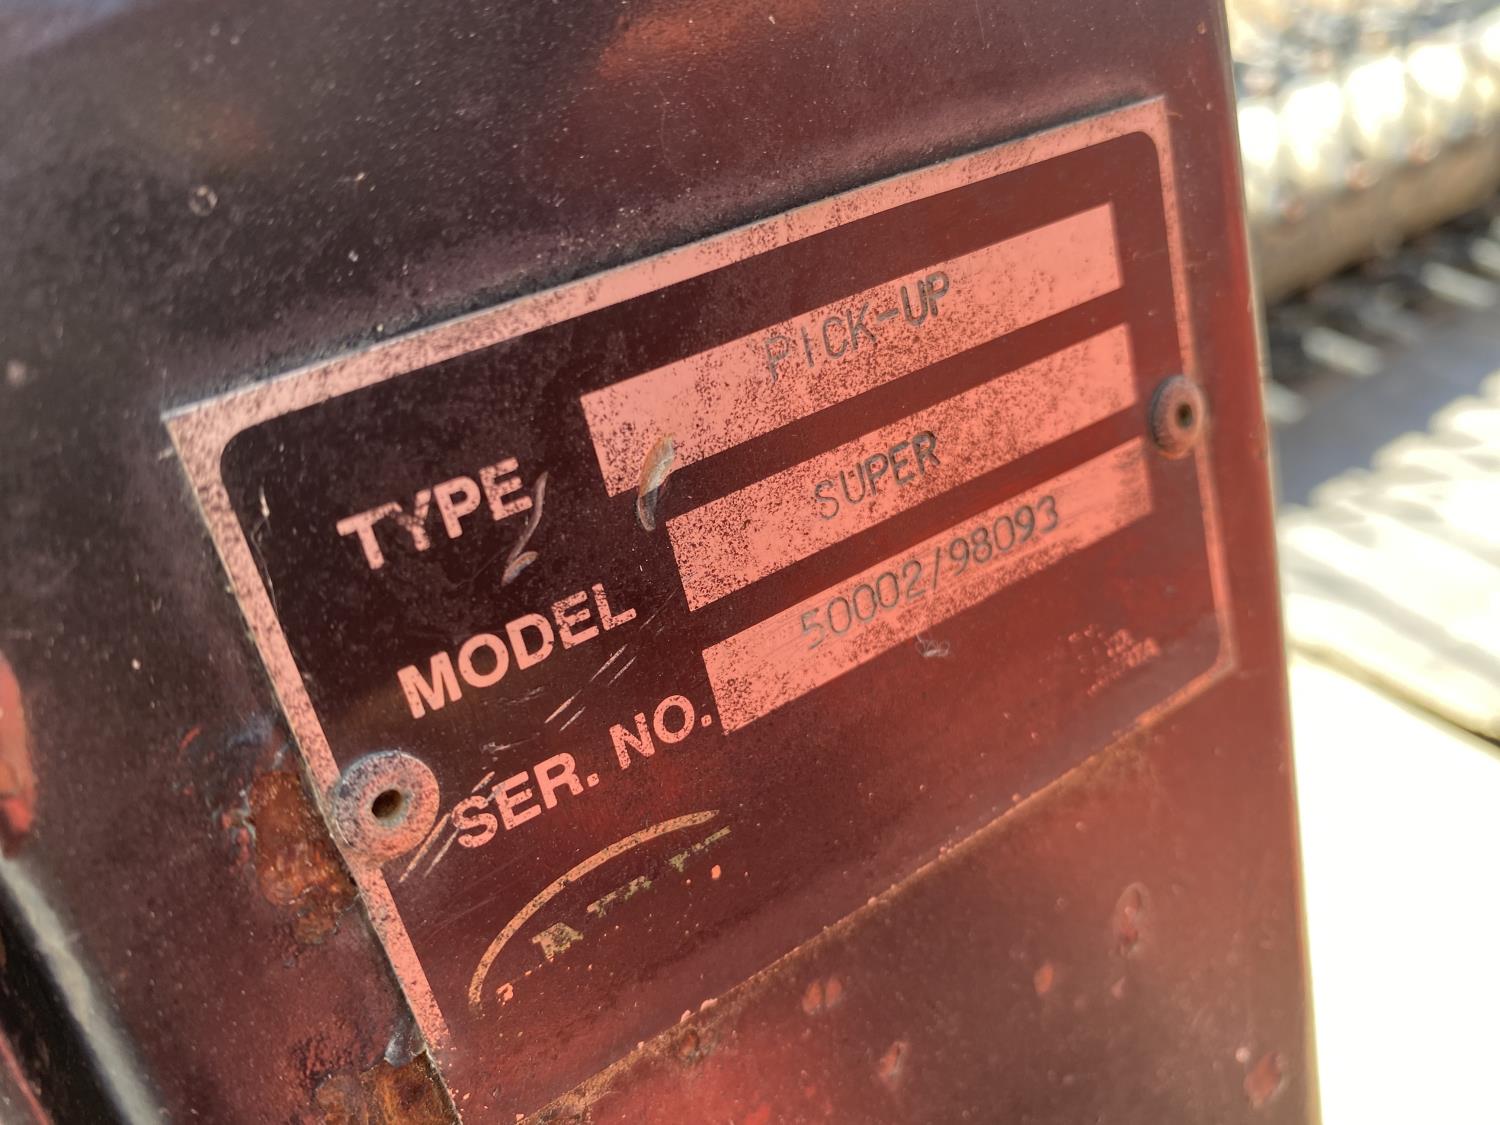 TYPE PICK-UP
MODEL SUPER
SER. NO. 50002/98093